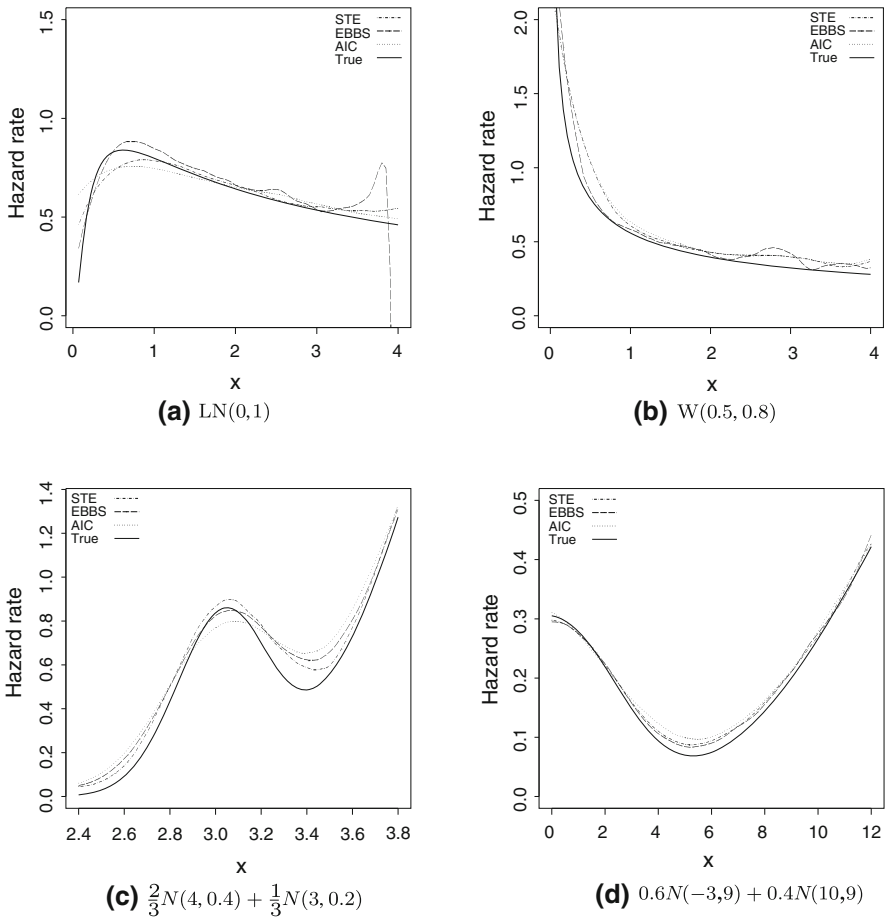 STE
EBBS
AIC
True
Hazard rate
0.0 0.5 1.0 1.5
0 1 2 3 4
x
(a) LN(0,1)
STE
EBBS
AIC
True
Hazard rate
0.0 0.5 1.0 1.5 2.0
0 1 2 3 4
x
(b) W(0.5, 0.8)
STE
EBBS
AIC
True
Hazard rate
0.0 0.2 0.4 0.6 0.8 1.0 1.2 1.4
2.4 2.6 2.8 3.0 3.2 3.4 3.6 3.8
x
(c) 2/3 N(4, 0.4) + 1/3 N(3, 0.2)
STE
EBBS
AIC
True
Hazard rate
0.0 0.1 0.2 0.3 0.4 0.5
0 2 4 6 8 10 12
x
(d) 0.6N(−3,9) + 0.4N(10,9)